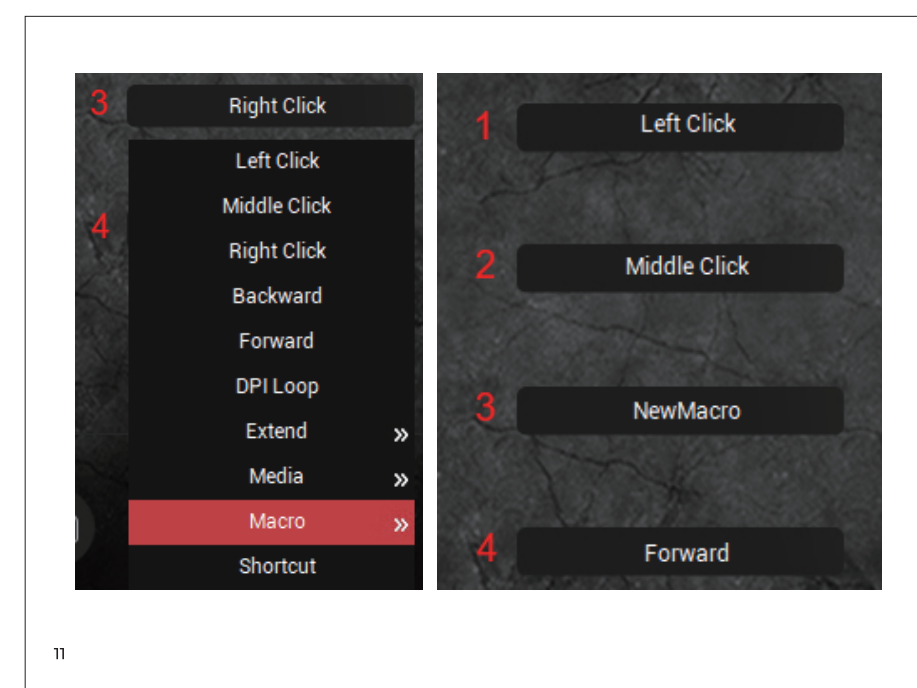 3 Right Click
Left Click
Middle Click
4
Right Click
Backward
Forward
DPI Loop
Extend »
Media »
Macro »
Shortcut
1 Left Click
2 Middle Click
3 NewMacro
4 Forward
11